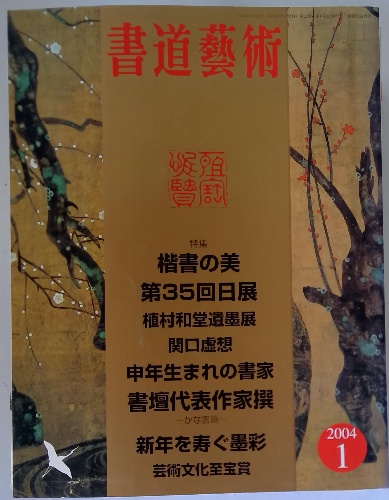 書道藝術
特集
楷書の美
第35回日展
植村和堂遺墨展
関口虚想
申年生まれの書家
書壇代表作家撰
―かな書篇―
新年を寿ぐ墨彩
芸術文化至宝賞
2004
1